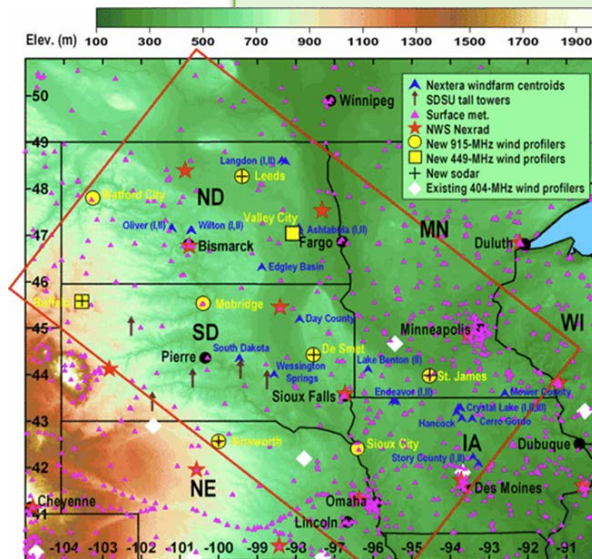 Elev. (m) 100 300 500 700 900 1100 1300 1500 1700 1900
Nextera windfarm centroids
SDSU tall towers
Surface met.
NWS Nexrad
New 915-MHz wind profilers
New 449-MHz wind profilers
New sodar
Existing 404-MHz wind profilers
50
Winnipeg
49
Langdon (I,II)
Leeds
48
Watford City
ND
Valley City
MN
Oliver (I,II)
Wilton (I,II)
Ashtabula (I,II)
47
Bismarck
Fargo
Duluth
Edgley Basin
46
Mobridge
Day County
WI
45
SD
Minneapolis
De Smet
South Dakota
Pierre
Lake Benton (II)
44
Wessington
Springs
St. James
Sioux Falls
Endeavor (I,II)
Mower County
Crystal Lake (I,II,III)
43
Hancock
Cerro Gordo
Ainsworth
Sioux City
IA
Dubuque
Story County (I,II)
42
NE
Des Moines
Cheyenne
Omaha
41
Lincoln
-104 -103 -102 -101 -100 -99 -98 -97 -96 -95 -94 -93 -92 -91 -90